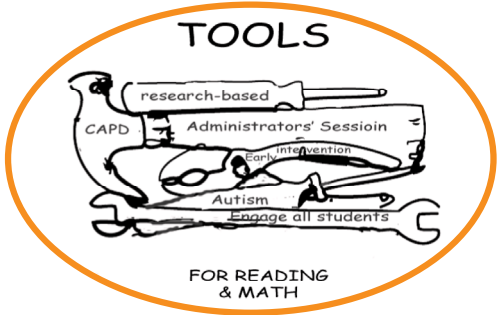 TOOLS
research-based
CAPD
Administrators' Sessioin
Early intervention
Autism
Engage all students
FOR READING
& MATH